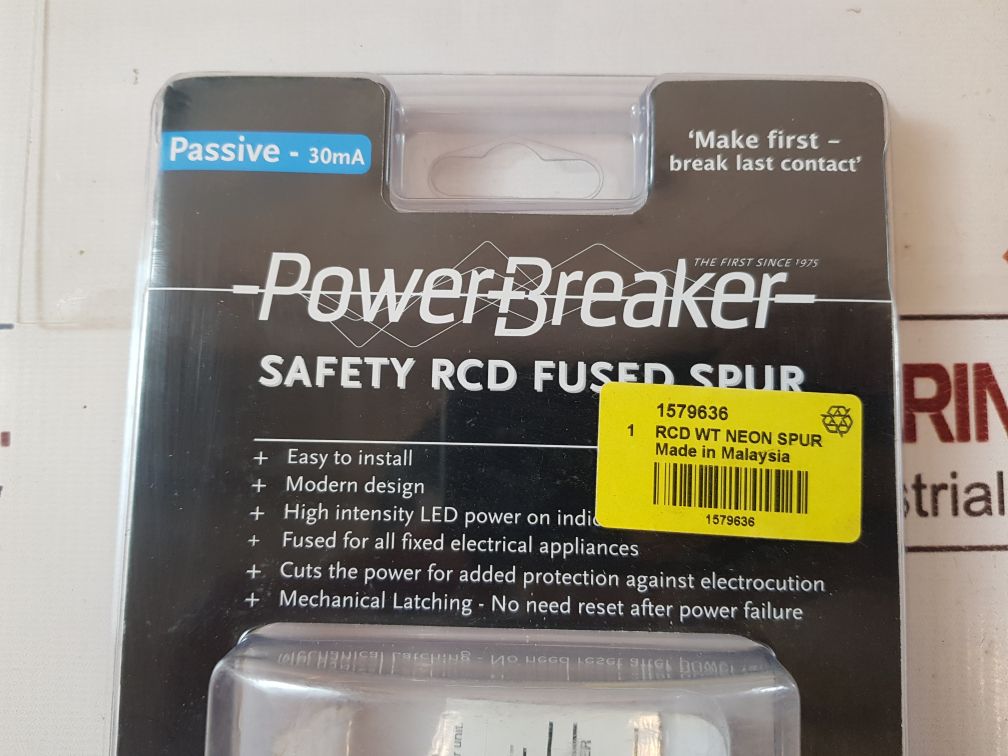 Passive - 30mA
'Make first –
break last contact'
THE FIRST SINCE 1975
PowerBreaker
SAFETY RCD FUSED SPUR
1579636
1 RCD WT NEON SPUR
Made in Malaysia
1579636
+ Easy to install
+ Modern design
+ High intensity LED power on indic
+ Fused for all fixed electrical appliances
+ Cuts the power for added protection against electrocution
+ Mechanical Latching - No need reset after power failure
RIN
strial